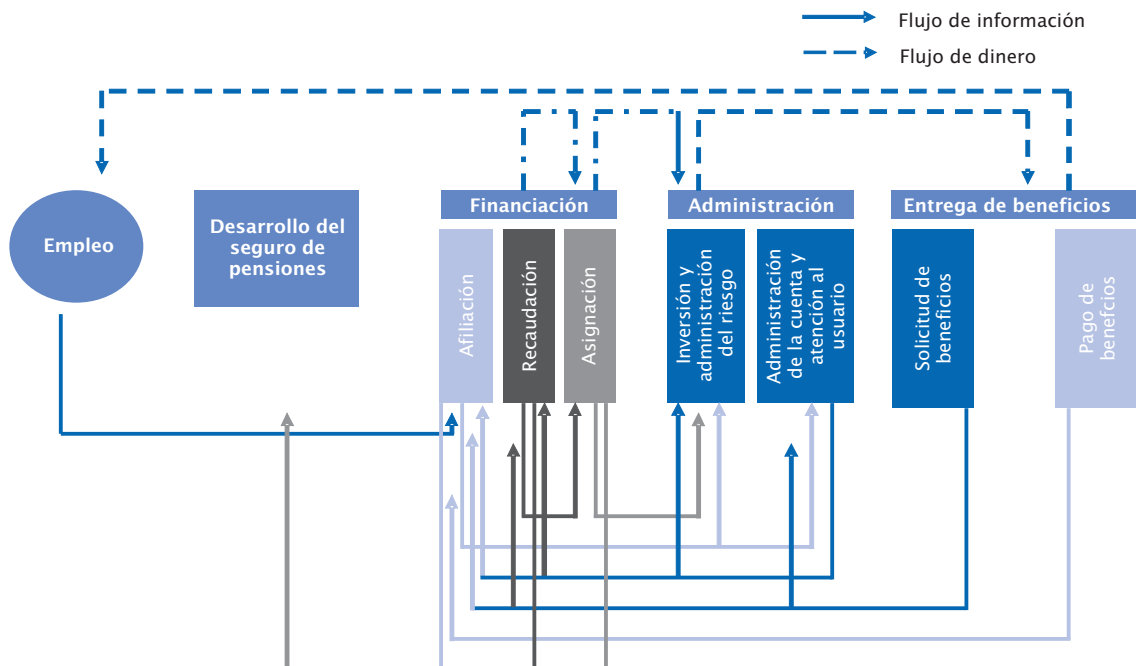 Flujo de información
Flujo de dinero
Financiación
Administración
Entrega de beneficios
Empleo
Desarrollo del
seguro de
pensiones
Afiliación
Recaudación
Asignación
Inversión y
administración
del riesgo
Administración
de la cuenta y
atención al
usuario
Solicitud de
beneficios
Pago de
benefcios